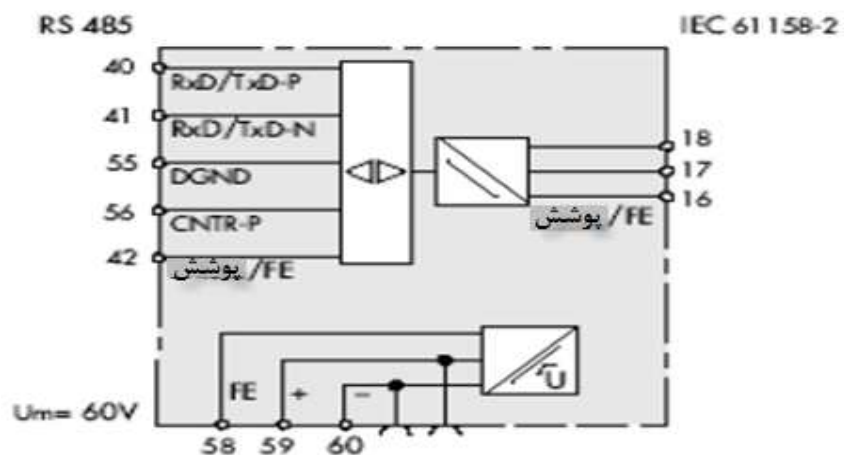 RS 485
IEC 61158-2
40
RxD/TxD-P
41
RxD/TxD-N
55
DGND
56
CNTR-P
42
پوشش/FE
18
17
16
پوشش/FE
U
FE
+
-
Um= 60V
58
59
60